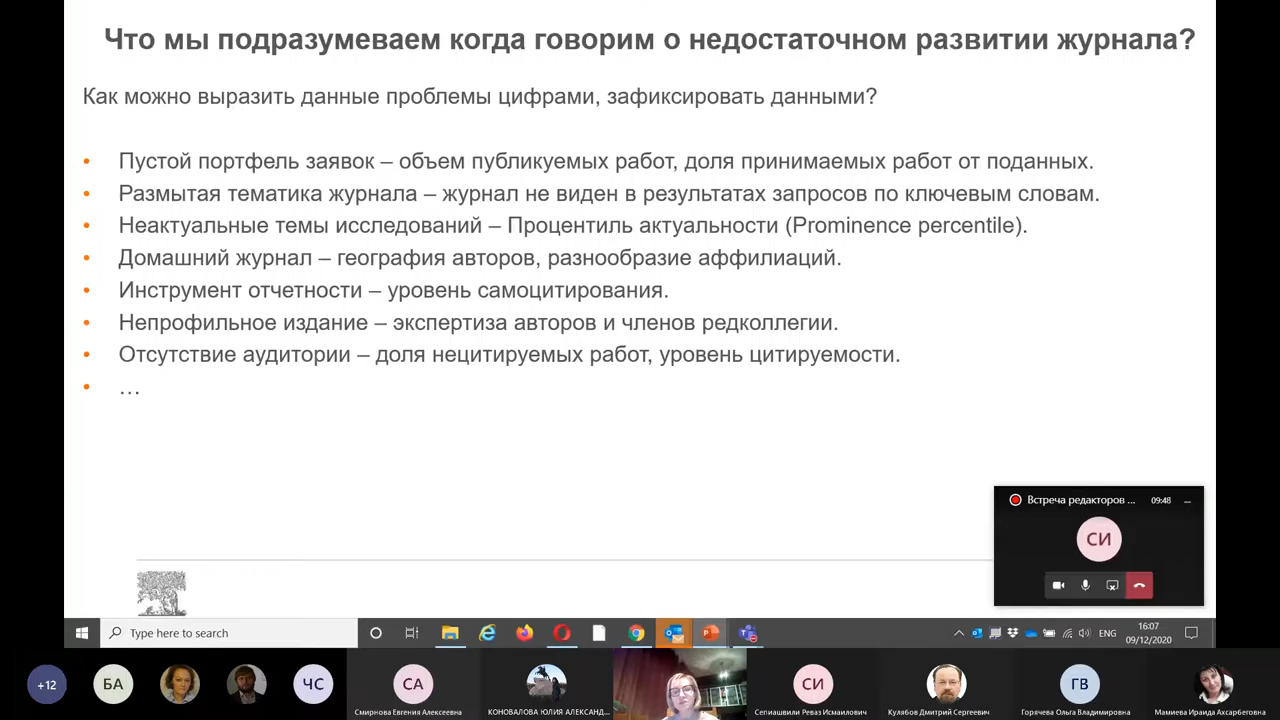 Что мы подразумеваем когда говорим о недостаточном развитии журнала?
Как можно выразить данные проблемы цифрами, зафиксировать данными?
• Пустой портфель заявок – объем публикуемых работ, доля принимаемых работ от поданных.
• Размытая тематика журнала – журнал не виден в результатах запросов по ключевым словам.
• Неактуальные темы исследований – Процентиль актуальности (Prominence percentile).
• Домашний журнал – география авторов, разнообразие аффилиаций.
• Инструмент отчетности – уровень самоцитирования.
• Непрофильное издание – экспертиза авторов и членов редколлегии.
• Отсутствие аудитории – доля нецитируемых работ, уровень цитируемости.
• …
Встреча редакторов ... 09:48
СИ
Type here to search
ENG
16:07
09/12/2020
+12
БА
ЧС
СА
СИ
ГВ
Смирнова Евгения Алексеевна
КОНОВАЛОВА ЮЛИЯ АЛЕКСАНД...
Сепиашвили Реваз Исмаилович
Кулябов Дмитрий Сергеевич
Горячева Ольга Владимировна
Мамиева Ираида Ахсарбеговна